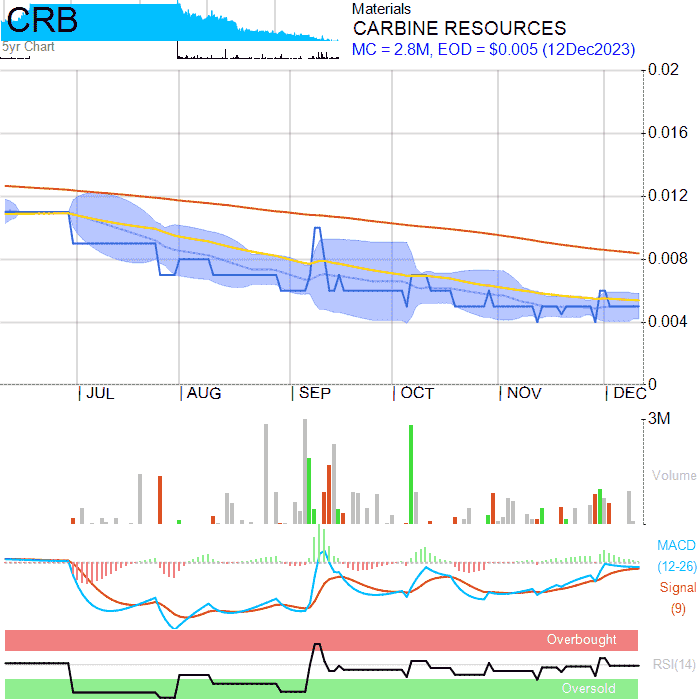 CRB
5yr Chart
Materials
CARBINE RESOURCES
MC = 2.8M, EOD = $0.005 (12Dec2023)
0.02
0.016
0.012
0.008
0.004
0
JUL AUG SEP OCT NOV DEC
3M
Volume
MACD
(12-26)
Signal
(9)
Overbought
RSI(14)
Oversold